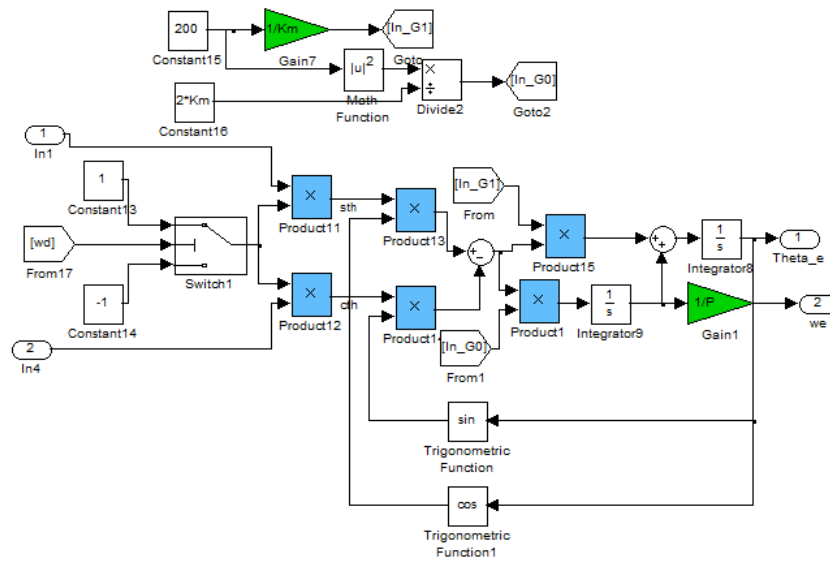 200
Constant15
1/Km
Gain7
[In_G1]
Goto
|u|²
Math
Function
×
÷
Divide2
[In_G0]
Goto2
2*Km
Constant16
1
In1
1
Constant13
[wd]
From17
-1
Constant14
2
In4
Switch1
×
Product11
sth
×
Product12
cth
×
Product13
×
Product1
[In_G1]
From
+
−
×
Product15
×
Product1
[In_G0]
From1
1
s
Integrator9
+
+
1
s
Integrator8
1/P
Gain1
1
Theta_e
2
we
sin
Trigonometric
Function
cos
Trigonometric
Function1